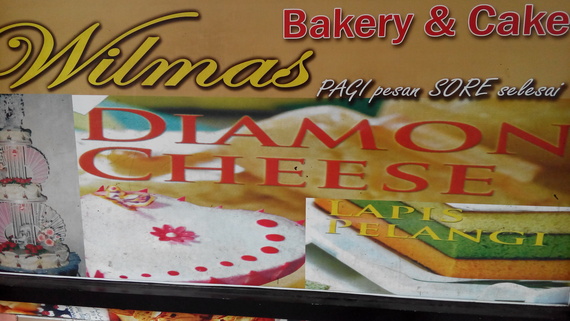 Bakery & Cake
Wilmas
PAGI pesan SORE selesai
DIAMON
CHEESE
LAPIS
PELANGI